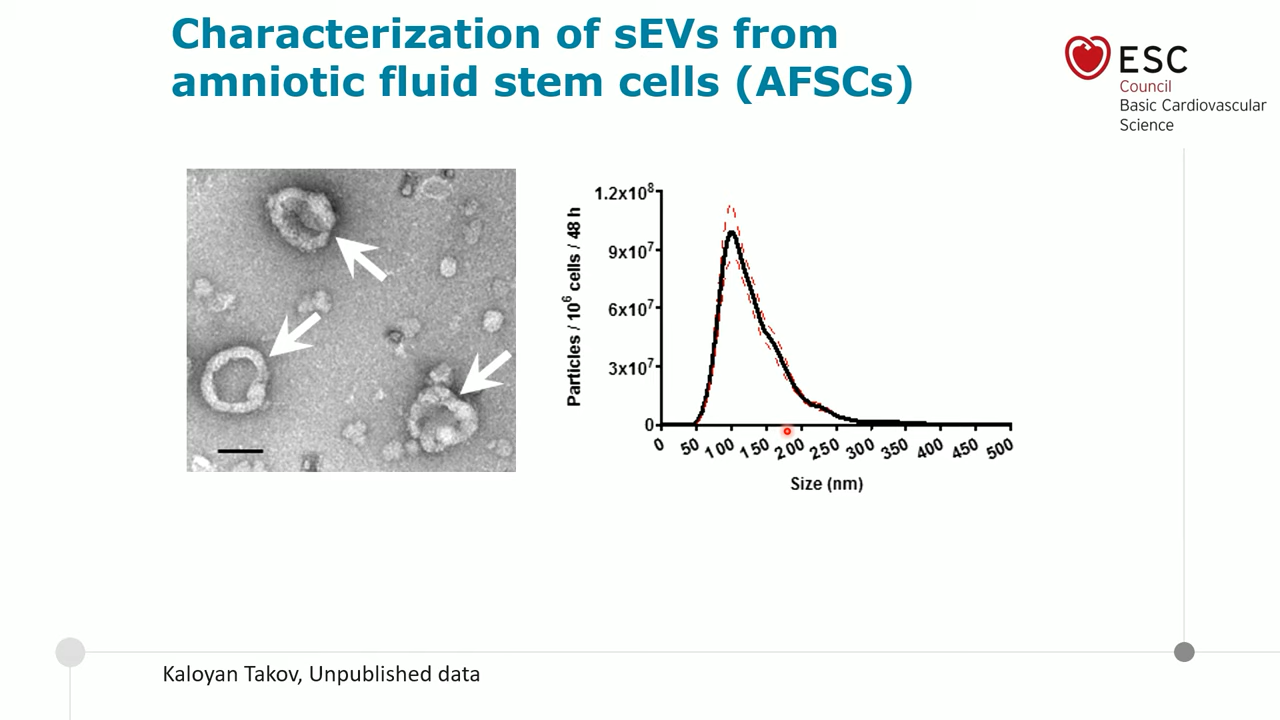 Characterization of sEVs from
amniotic fluid stem cells (AFSCs)
ESC
Council
Basic Cardiovascular
Science
Particles / 10⁶ cells / 48 h
1.2x10⁸
9x10⁷
6x10⁷
3x10⁷
0
0 50 100 150 200 250 300 350 400 450 500
Size (nm)
Kaloyan Takov, Unpublished data